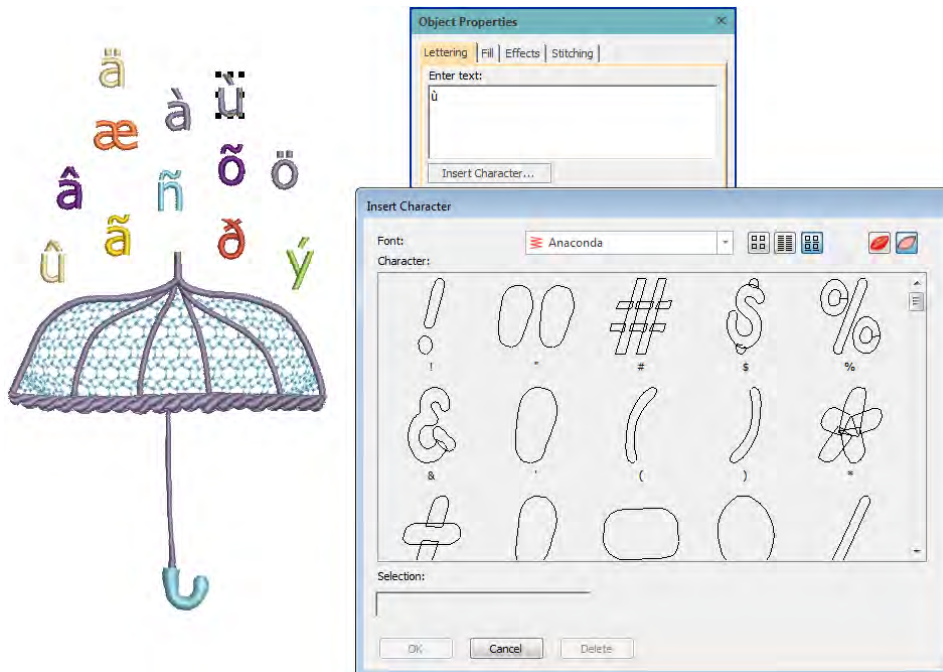 ä
æ
à
ù
â
ñ
õ
ö
û
ã
ð
ý
Object Properties
Lettering Fill Effects Stitching
Enter text:
ù
Insert Character...
Insert Character
Font: Anaconda
Character:
! " # $ %
! " # $ %
& ' ( ) *
& ' ( ) *
Selection:
OK Cancel Delete